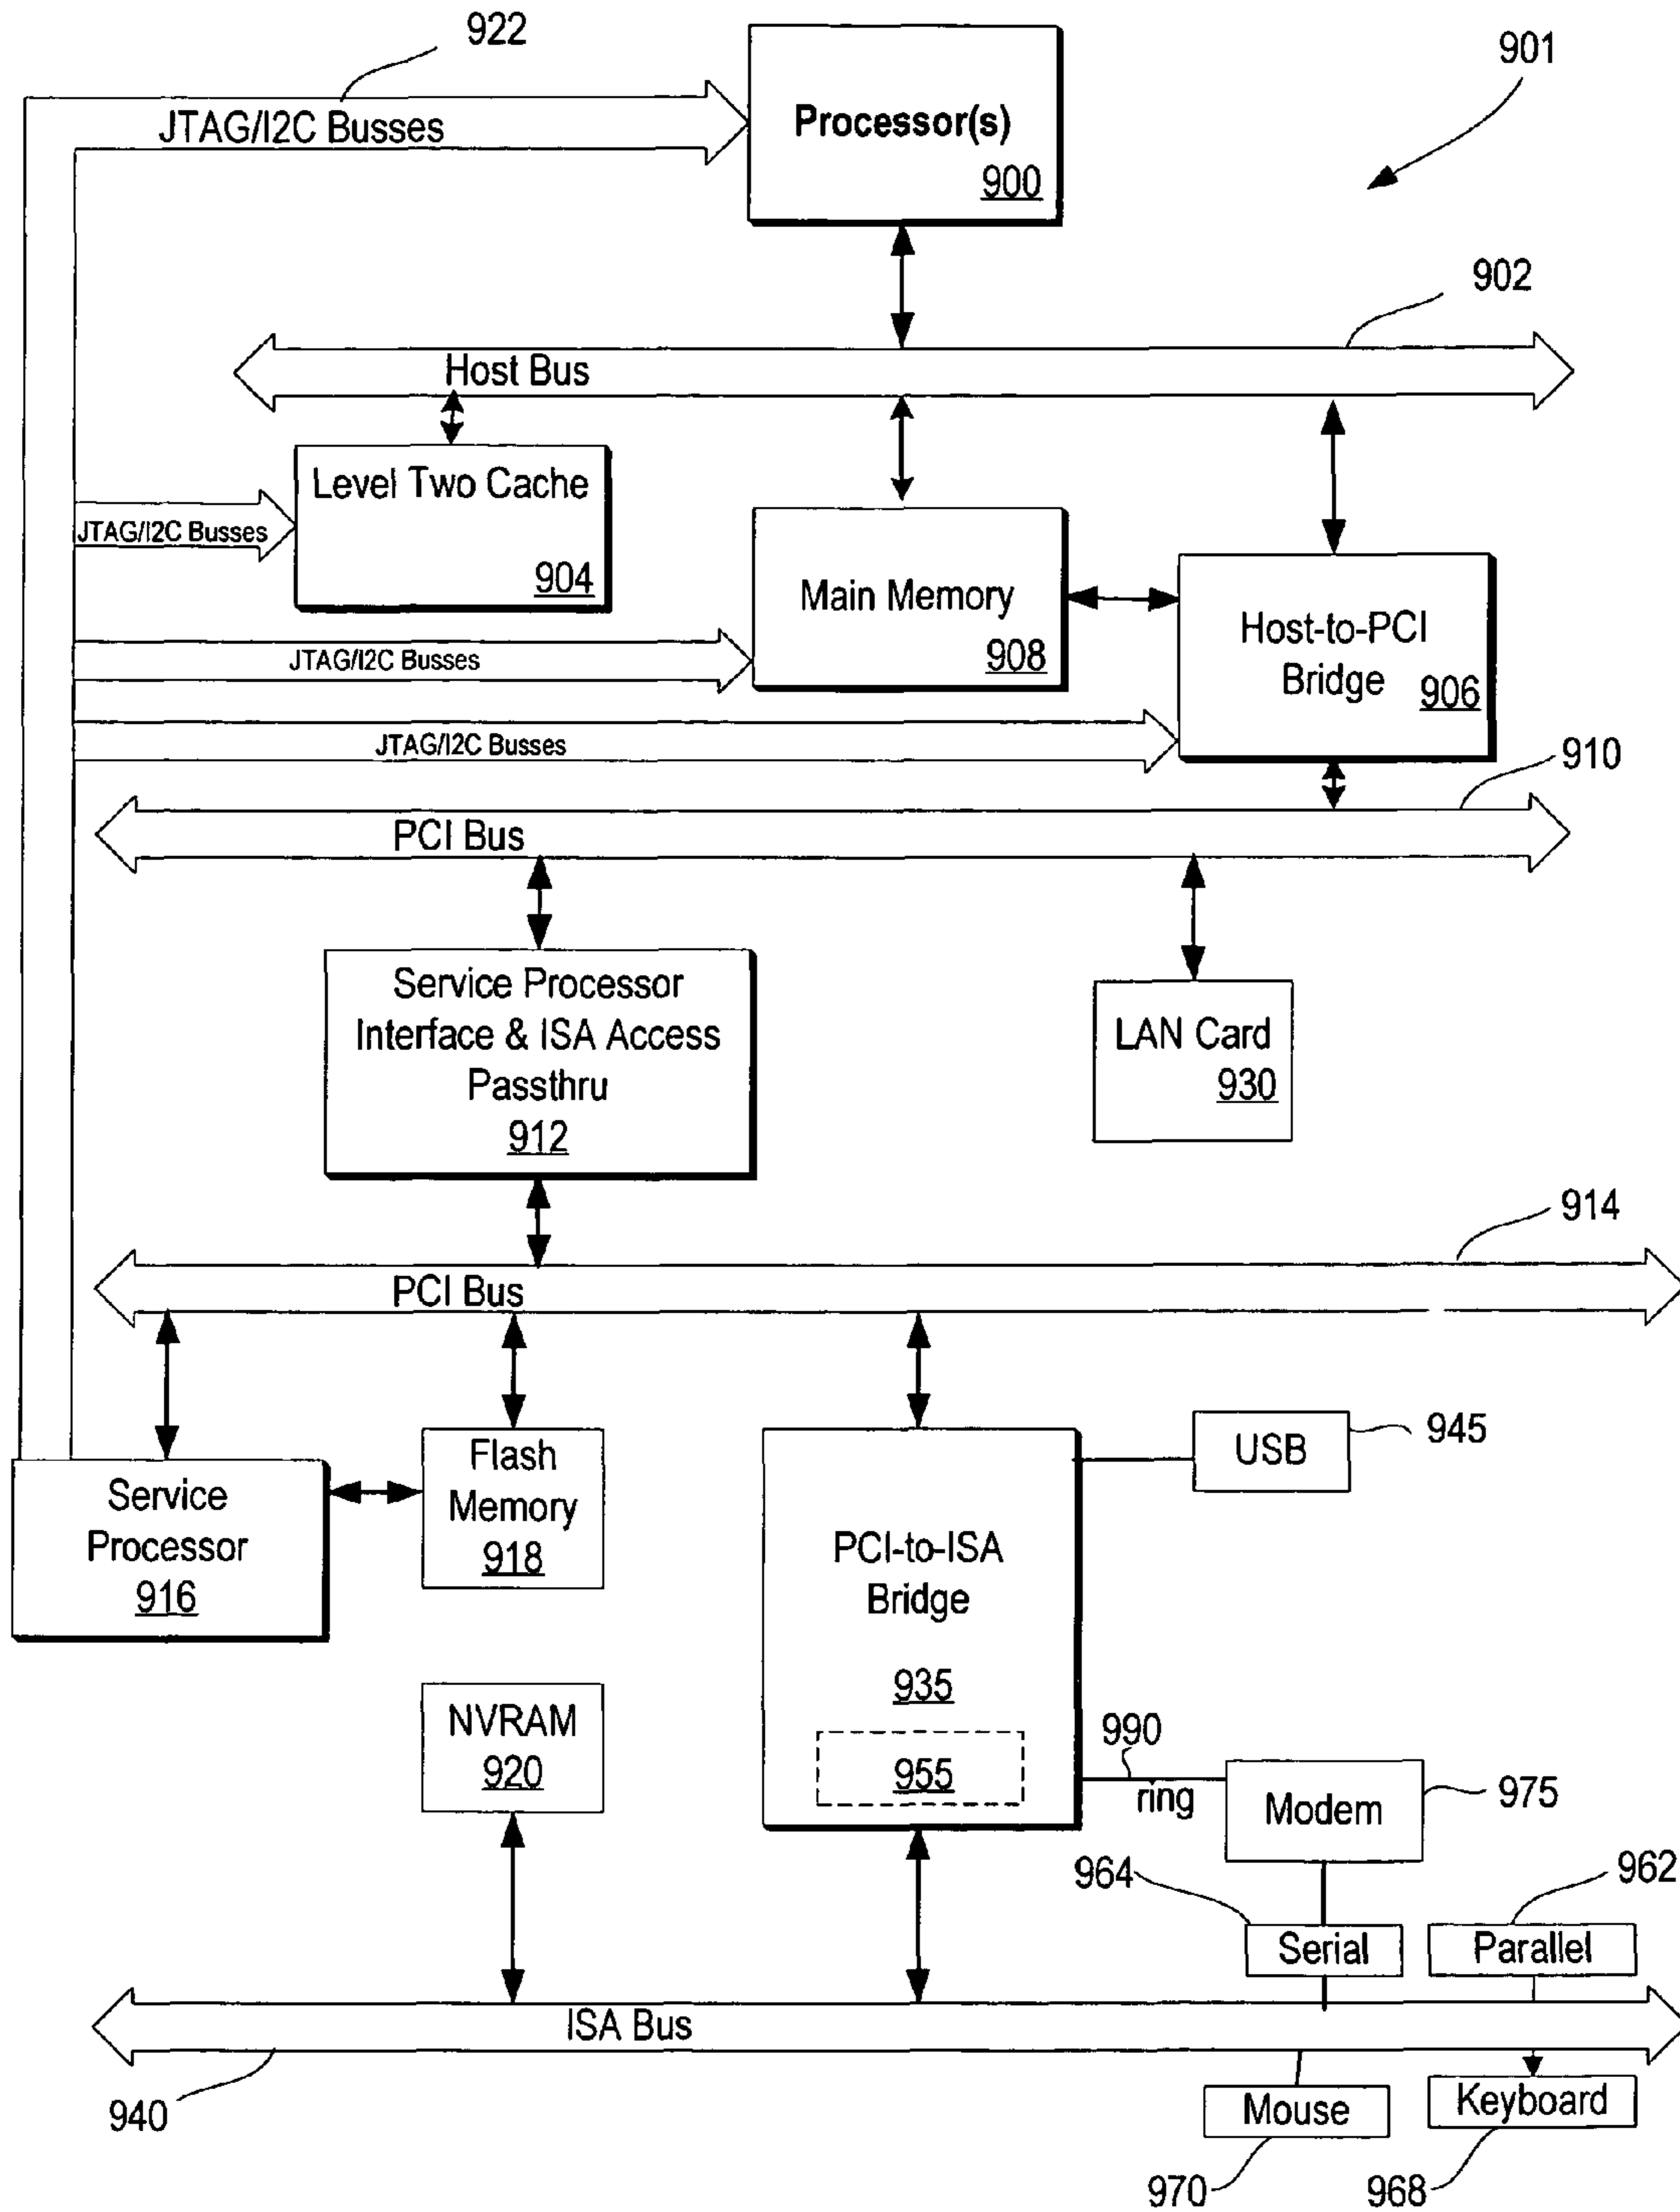 922
901
JTAG/I2C Busses
Processor(s)
900
902
Host Bus
Level Two Cache
904
JTAG/I2C Busses
Main Memory
908
Host-to-PCI
Bridge
906
JTAG/I2C Busses
JTAG/I2C Busses
910
PCI Bus
Service Processor
Interface & ISA Access
Passthru
912
LAN Card
930
914
PCI Bus
Service
Processor
916
Flash
Memory
918
PCI-to-ISA
Bridge
935
955
USB
945
NVRAM
920
990
ring
Modem
975
964
962
Serial
Parallel
ISA Bus
940
Mouse
Keyboard
970
968